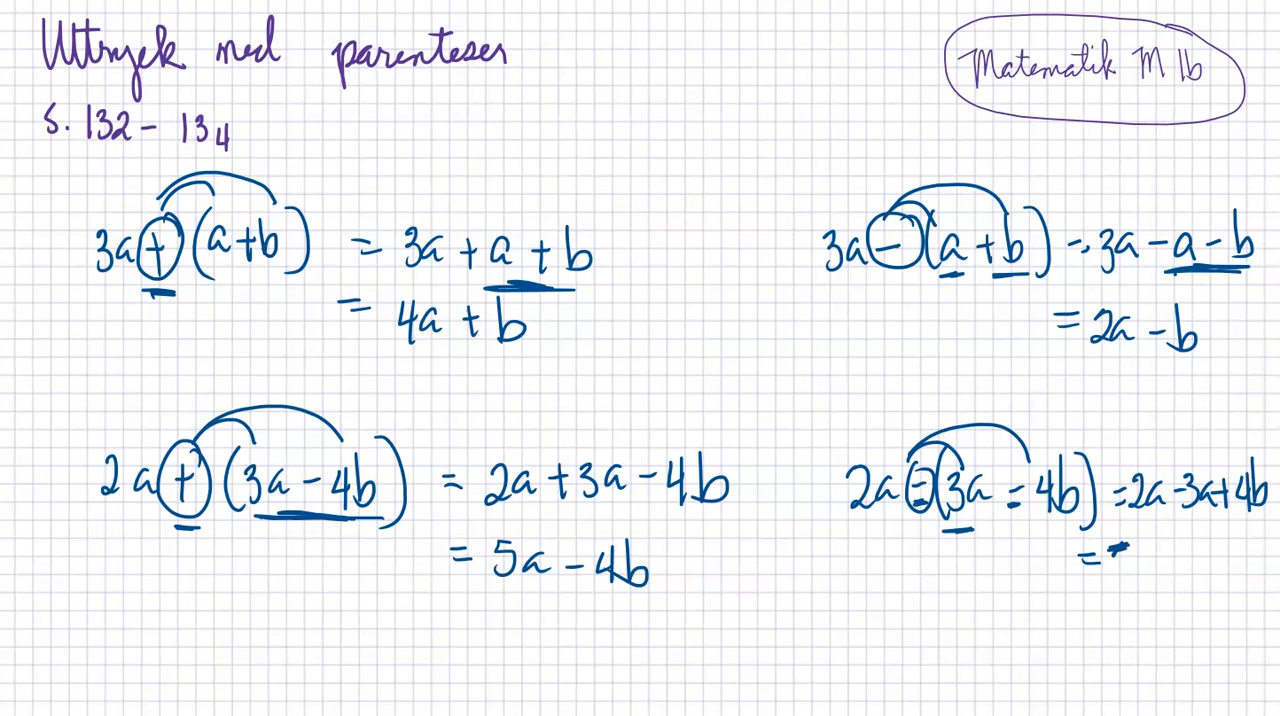 Uttryck med parenteser
Matematik M 1b
S. 132 - 134
3a + (a + b) = 3a + a + b
= 4a + b
3a - (a + b) = 3a - a - b
= 2a - b
2a + (3a - 4b) = 2a + 3a - 4b
= 5a - 4b
2a - (3a - 4b) = 2a - 3a + 4b
= -